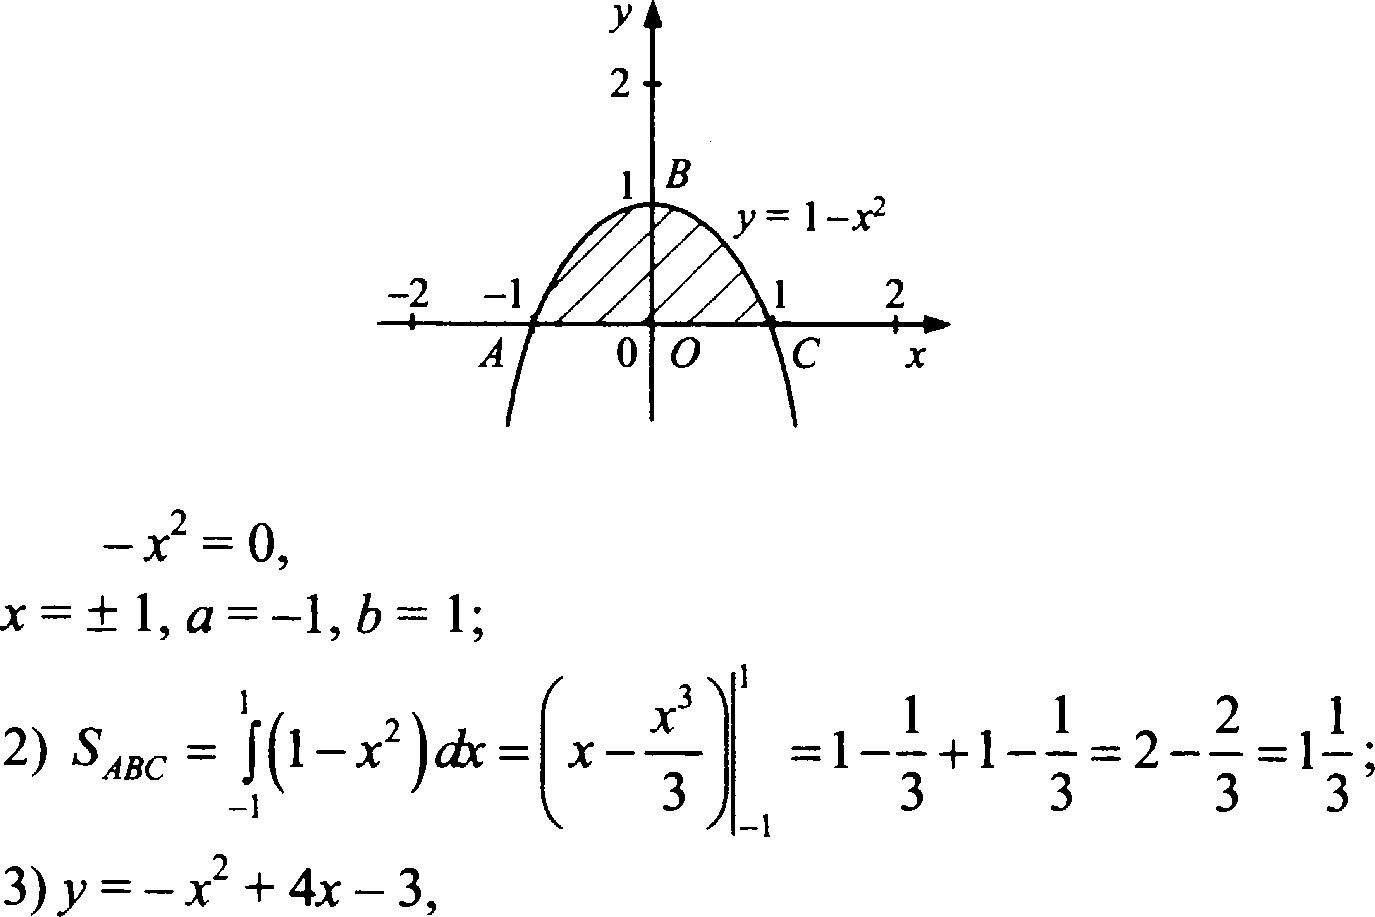 y
2
1 B
y = 1 – x²
–2 –1 1 2
A 0 O C x
– x² = 0,
x = ± 1, a = –1, b = 1;
2) S_{ABC} = ∫_{–1}^{1} (1 – x²) dx = (x – x³/3)|_{–1}^{1} = 1 – 1/3 + 1 – 1/3 = 2 – 2/3 = 1 1/3;
3) y = – x² + 4x – 3,